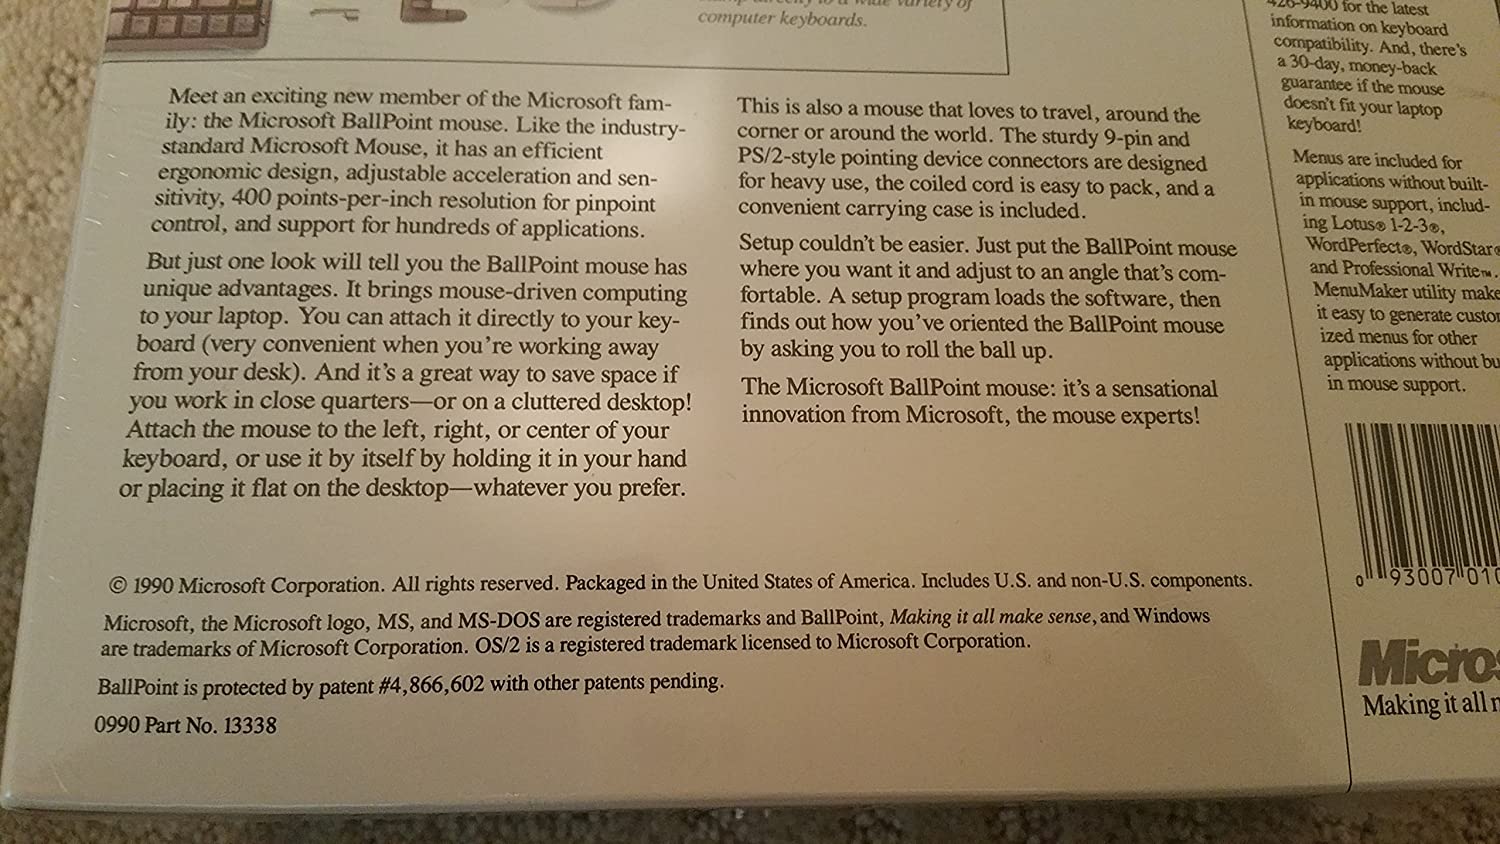 variety of
computer keyboards.
Meet an exciting new member of the Microsoft fam-
ily: the Microsoft BallPoint mouse. Like the industry-
standard Microsoft Mouse, it has an efficient
ergonomic design, adjustable acceleration and sen-
sitivity, 400 points-per-inch resolution for pinpoint
control, and support for hundreds of applications.
But just one look will tell you the BallPoint mouse has
unique advantages. It brings mouse-driven computing
to your laptop. You can attach it directly to your key-
board (very convenient when you're working away
from your desk). And it's a great way to save space if
you work in close quarters—or on a cluttered desktop!
Attach the mouse to the left, right, or center of your
keyboard, or use it by itself by holding it in your hand
or placing it flat on the desktop—whatever you prefer.
This is also a mouse that loves to travel, around the
corner or around the world. The sturdy 9-pin and
PS/2-style pointing device connectors are designed
for heavy use, the coiled cord is easy to pack, and a
convenient carrying case is included.
Setup couldn't be easier. Just put the BallPoint mouse
where you want it and adjust to an angle that's com-
fortable. A setup program loads the software, then
finds out how you've oriented the BallPoint mouse
by asking you to roll the ball up.
The Microsoft BallPoint mouse: it's a sensational
innovation from Microsoft, the mouse experts!
426-9400 for the latest
information on keyboard
compatibility. And, there's
a 30-day, money-back
guarantee if the mouse
doesn't fit your laptop
keyboard!
Menus are included for
applications without built-
in mouse support, includ-
ing Lotus® 1-2-3®,
WordPerfect®, WordStar®
and Professional Write™.
MenuMaker utility make
it easy to generate custo
ized menus for other
applications without bu
in mouse support.
0 93007 010
Micros
Making it all
© 1990 Microsoft Corporation. All rights reserved. Packaged in the United States of America. Includes U.S. and non-U.S. components.
Microsoft, the Microsoft logo, MS, and MS-DOS are registered trademarks and BallPoint, Making it all make sense, and Windows
are trademarks of Microsoft Corporation. OS/2 is a registered trademark licensed to Microsoft Corporation.
BallPoint is protected by patent #4,866,602 with other patents pending.
0990 Part No. 13338